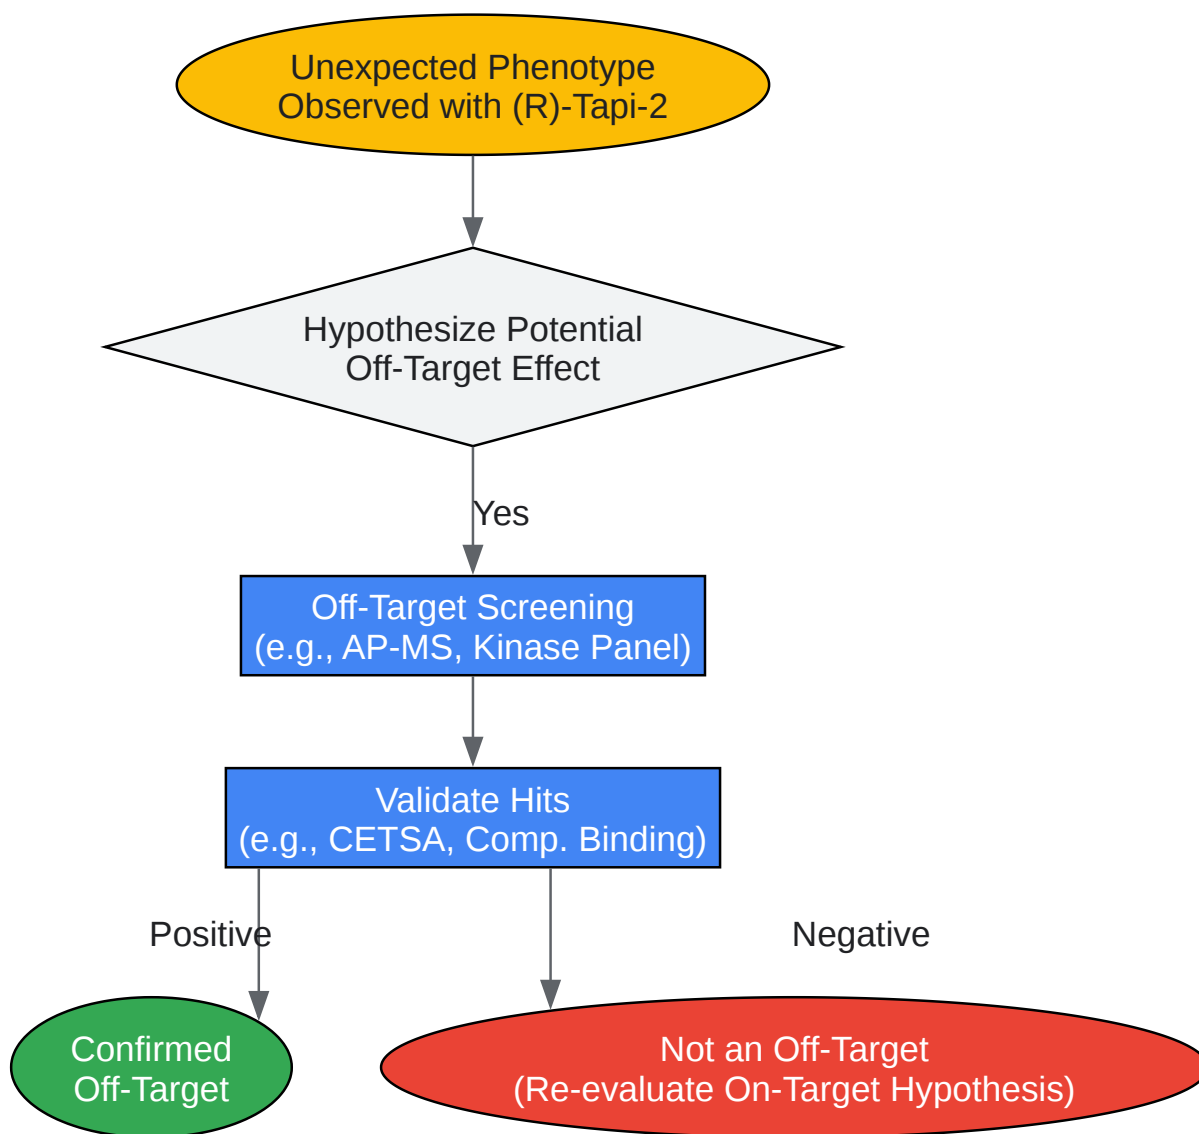 Unexpected Phenotype
Observed with (R)-Tapi-2
Hypothesize Potential
Off-Target Effect
Yes
Off-Target Screening
(e.g., AP-MS, Kinase Panel)
Validate Hits
(e.g., CETSA, Comp. Binding)
Positive
Negative
Confirmed
Off-Target
Not an Off-Target
(Re-evaluate On-Target Hypothesis)